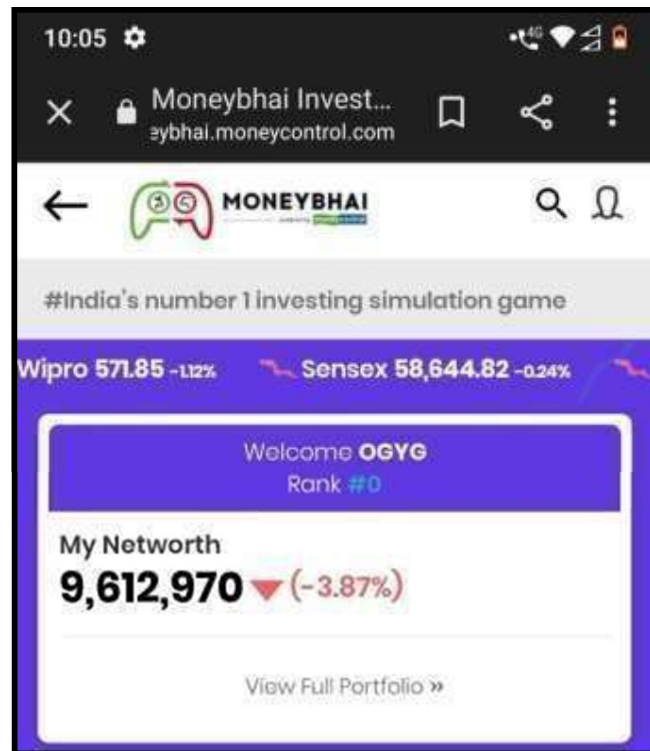 10:05
4G
Moneybhai Invest...
eybhai.moneycontrol.com
MONEYBHAI
#India's number 1 investing simulation game
Wipro 571.85 -1.12% Sensex 58,644.82 -0.24%
Welcome OGYG
Rank #0
My Networth
9,612,970 (-3.87%)
View Full Portfolio »